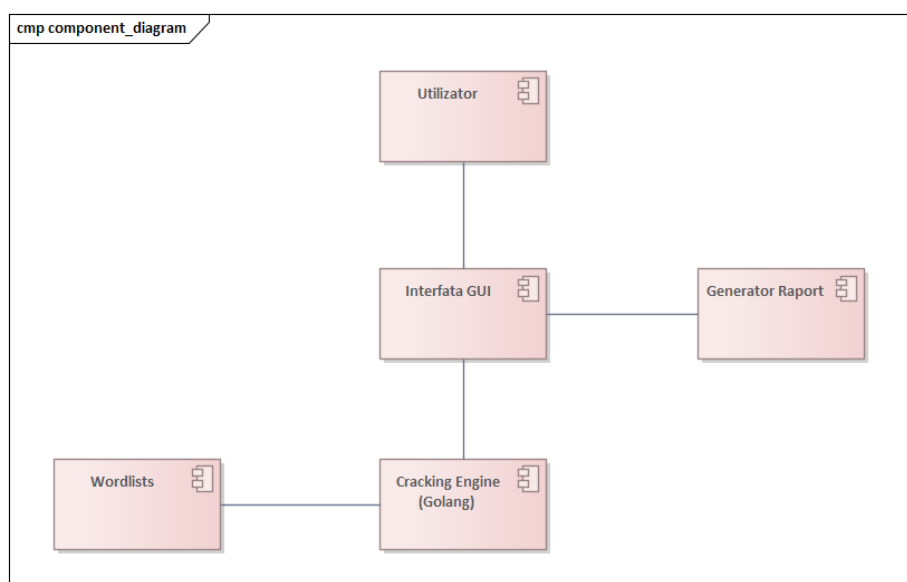 cmp component_diagram
Utilizator
Interfata GUI
Generator Raport
Wordlists
Cracking Engine
(Golang)